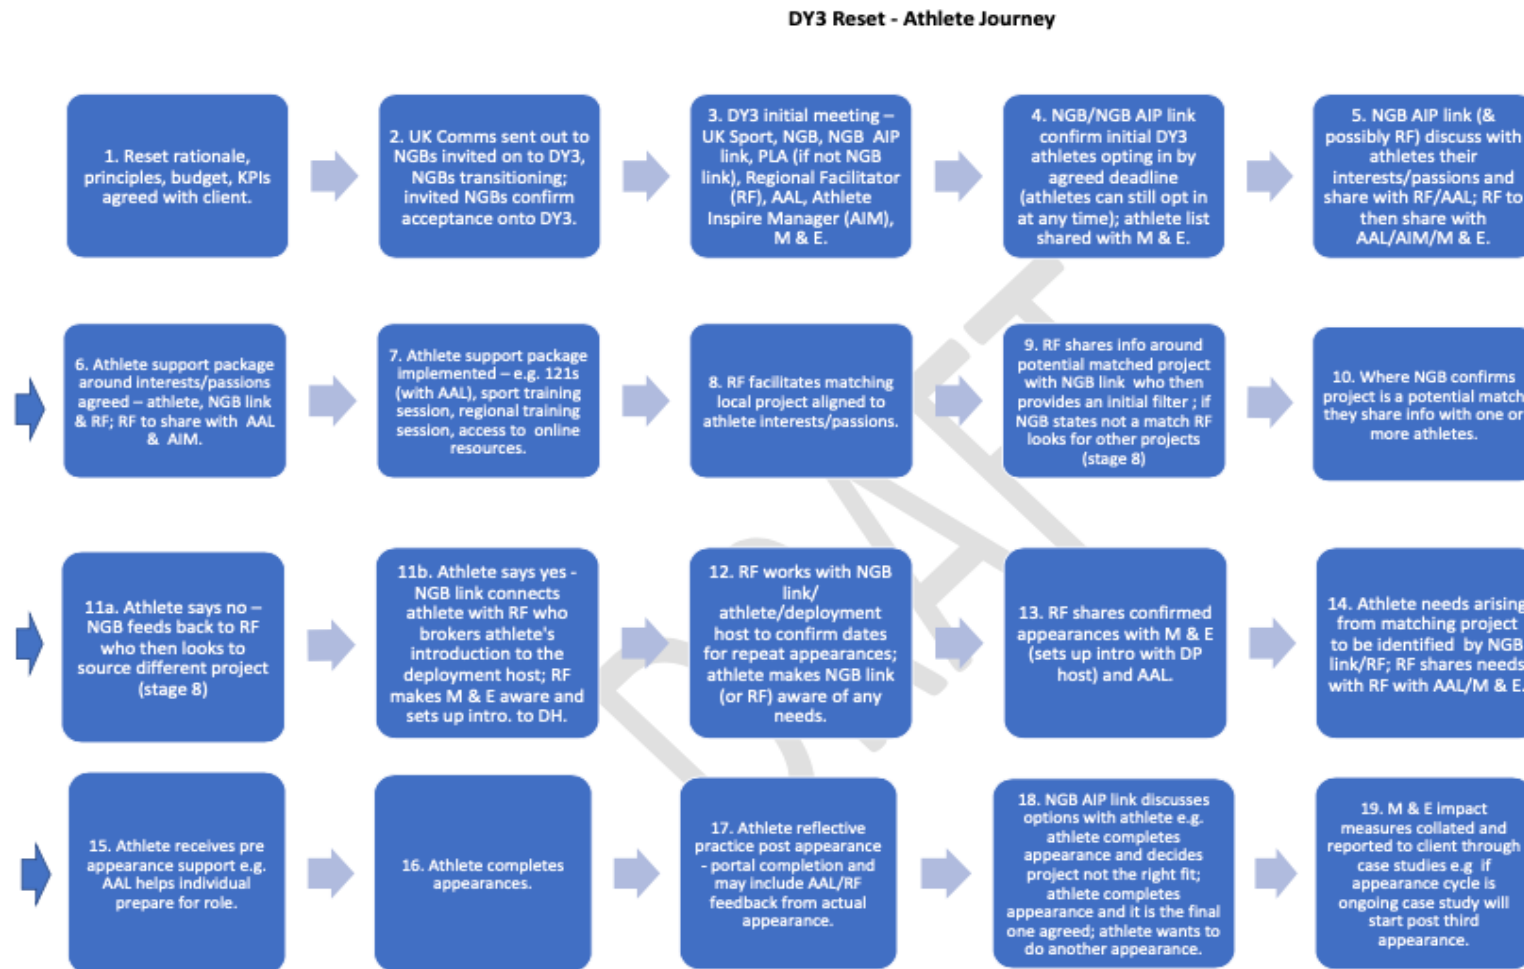 DY3 Reset - Athlete Journey
1. Reset rationale,
principles, budget, KPIs
agreed with client.
2. UK Comms sent out to
NGBs invited on to DY3,
NGBs transitioning;
invited NGBs confirm
acceptance onto DY3.
3. DY3 initial meeting –
UK Sport, NGB, NGB AIP
link, PLA (if not NGB
link), Regional Facilitator
(RF), AAL, Athlete
Inspire Manager (AIM),
M & E.
4. NGB/NGB AIP link
confirm initial DY3
athletes opting in by
agreed deadline
(athletes can still opt in
at any time); athlete list
shared with M & E.
5. NGB AIP link (&
possibly RF) discuss with
athletes their
interests/passions and
share with RF/AAL; RF to
then share with
AAL/AIM/M & E.
6. Athlete support package
around interests/passions
agreed – athlete, NGB link
& RF; RF to share with AAL
& AIM.
7. Athlete support package
implemented – e.g. 121s
(with AAL), sport training
session, regional training
session, access to online
resources.
8. RF facilitates matching
local project aligned to
athlete interests/passions.
9. RF shares info around
potential matched project
with NGB link who then
provides an initial filter ; if
NGB states not a match RF
looks for other projects
(stage 8)
10. Where NGB confirms
project is a potential match
they share info with one or
more athletes.
11a. Athlete says no –
NGB feeds back to RF
who then looks to
source different project
(stage 8)
11b. Athlete says yes -
NGB link connects
athlete with RF who
brokers athlete's
introduction to the
deployment host; RF
makes M & E aware and
sets up intro. to DH.
12. RF works with NGB
link/
athlete/deployment
host to confirm dates
for repeat appearances;
athlete makes NGB link
(or RF) aware of any
needs.
13. RF shares confirmed
appearances with M & E
(sets up intro with DP
host) and AAL.
14. Athlete needs arising
from matching project
to be identified by NGB
link/RF; RF shares needs
with RF with AAL/M & E.
15. Athlete receives pre
appearance support e.g.
AAL helps individual
prepare for role.
16. Athlete completes
appearances.
17. Athlete reflective
practice post appearance
- portal completion and
may include AAL/RF
feedback from actual
appearance.
18. NGB AIP link discusses
options with athlete e.g.
athlete completes
appearance and decides
project not the right fit;
athlete completes
appearance and it is the final
one agreed; athlete wants to
do another appearance.
19. M & E impact
measures collated and
reported to client through
case studies e.g if
appearance cycle is
ongoing case study will
start post third
appearance.
DRAFT